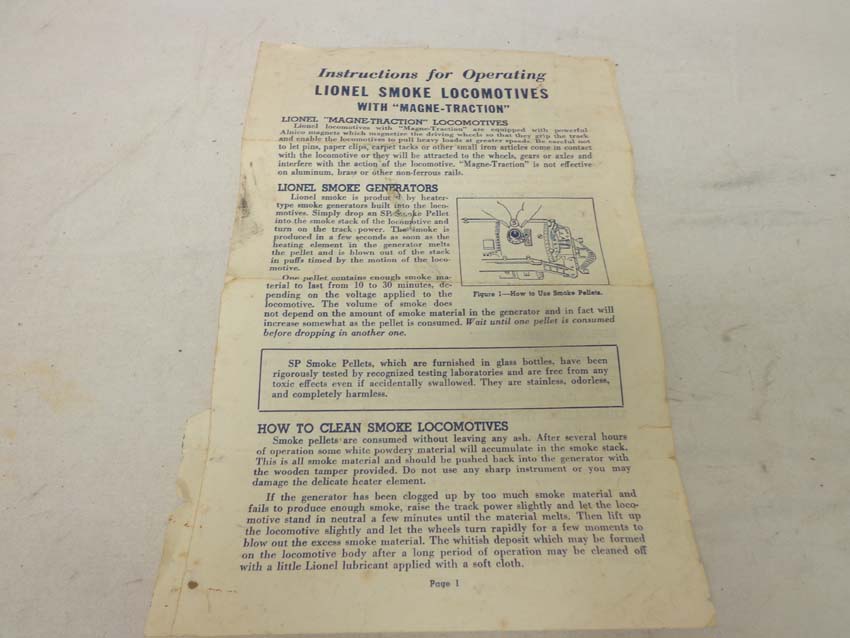 Instructions for Operating
LIONEL SMOKE LOCOMOTIVES
WITH "MAGNE-TRACTION"
LIONEL "MAGNE-TRACTION" LOCOMOTIVES
Lionel locomotives with "Magne-Traction" are equipped with powerful
Alnico magnets which magnetize the driving wheels so that they grip the track
and enable the locomotives to pull heavy loads at greater speeds. Be careful not
to let pins, paper clips, carpet tacks or other small iron articles come in contact
with the locomotive or they will be attracted to the wheels, gears or axles and
interfere with the action of the locomotive. "Magne-Traction" is not effective
on aluminum, brass or other non-ferrous rails.
LIONEL SMOKE GENERATORS
Lionel smoke is produced by heater-
type smoke generators built into the loco-
motives. Simply drop an SP Smoke Pellet
into the smoke stack of the locomotive and
turn on the track power. The smoke is
produced in a few seconds as soon as the
heating element in the generator melts
the pellet and is blown out of the stack
in puffs timed by the motion of the loco-
motive.
One pellet contains enough smoke ma-
terial to last from 10 to 30 minutes, de-
pending on the voltage applied to the
locomotive. The volume of smoke does
not depend on the amount of smoke material in the generator and in fact will
increase somewhat as the pellet is consumed. Wait until one pellet is consumed
before dropping in another one.
Figure 1—How to Use Smoke Pellets.
SP Smoke Pellets, which are furnished in glass bottles, have been
rigorously tested by recognized testing laboratories and are free from any
toxic effects even if accidentally swallowed. They are stainless, odorless,
and completely harmless.
HOW TO CLEAN SMOKE LOCOMOTIVES
Smoke pellets are consumed without leaving any ash. After several hours
of operation some white powdery material will accumulate in the smoke stack.
This is all smoke material and should be pushed back into the generator with
the wooden tamper provided. Do not use any sharp instrument or you may
damage the delicate heater element.
If the generator has been clogged up by too much smoke material and
fails to produce enough smoke, raise the track power slightly and let the loco-
motive stand in neutral a few minutes until the material melts. Then lift up
the locomotive slightly and let the wheels turn rapidly for a few moments to
blow out the excess smoke material. The whitish deposit which may be formed
on the locomotive body after a long period of operation may be cleaned off
with a little Lionel lubricant applied with a soft cloth.
Page 1